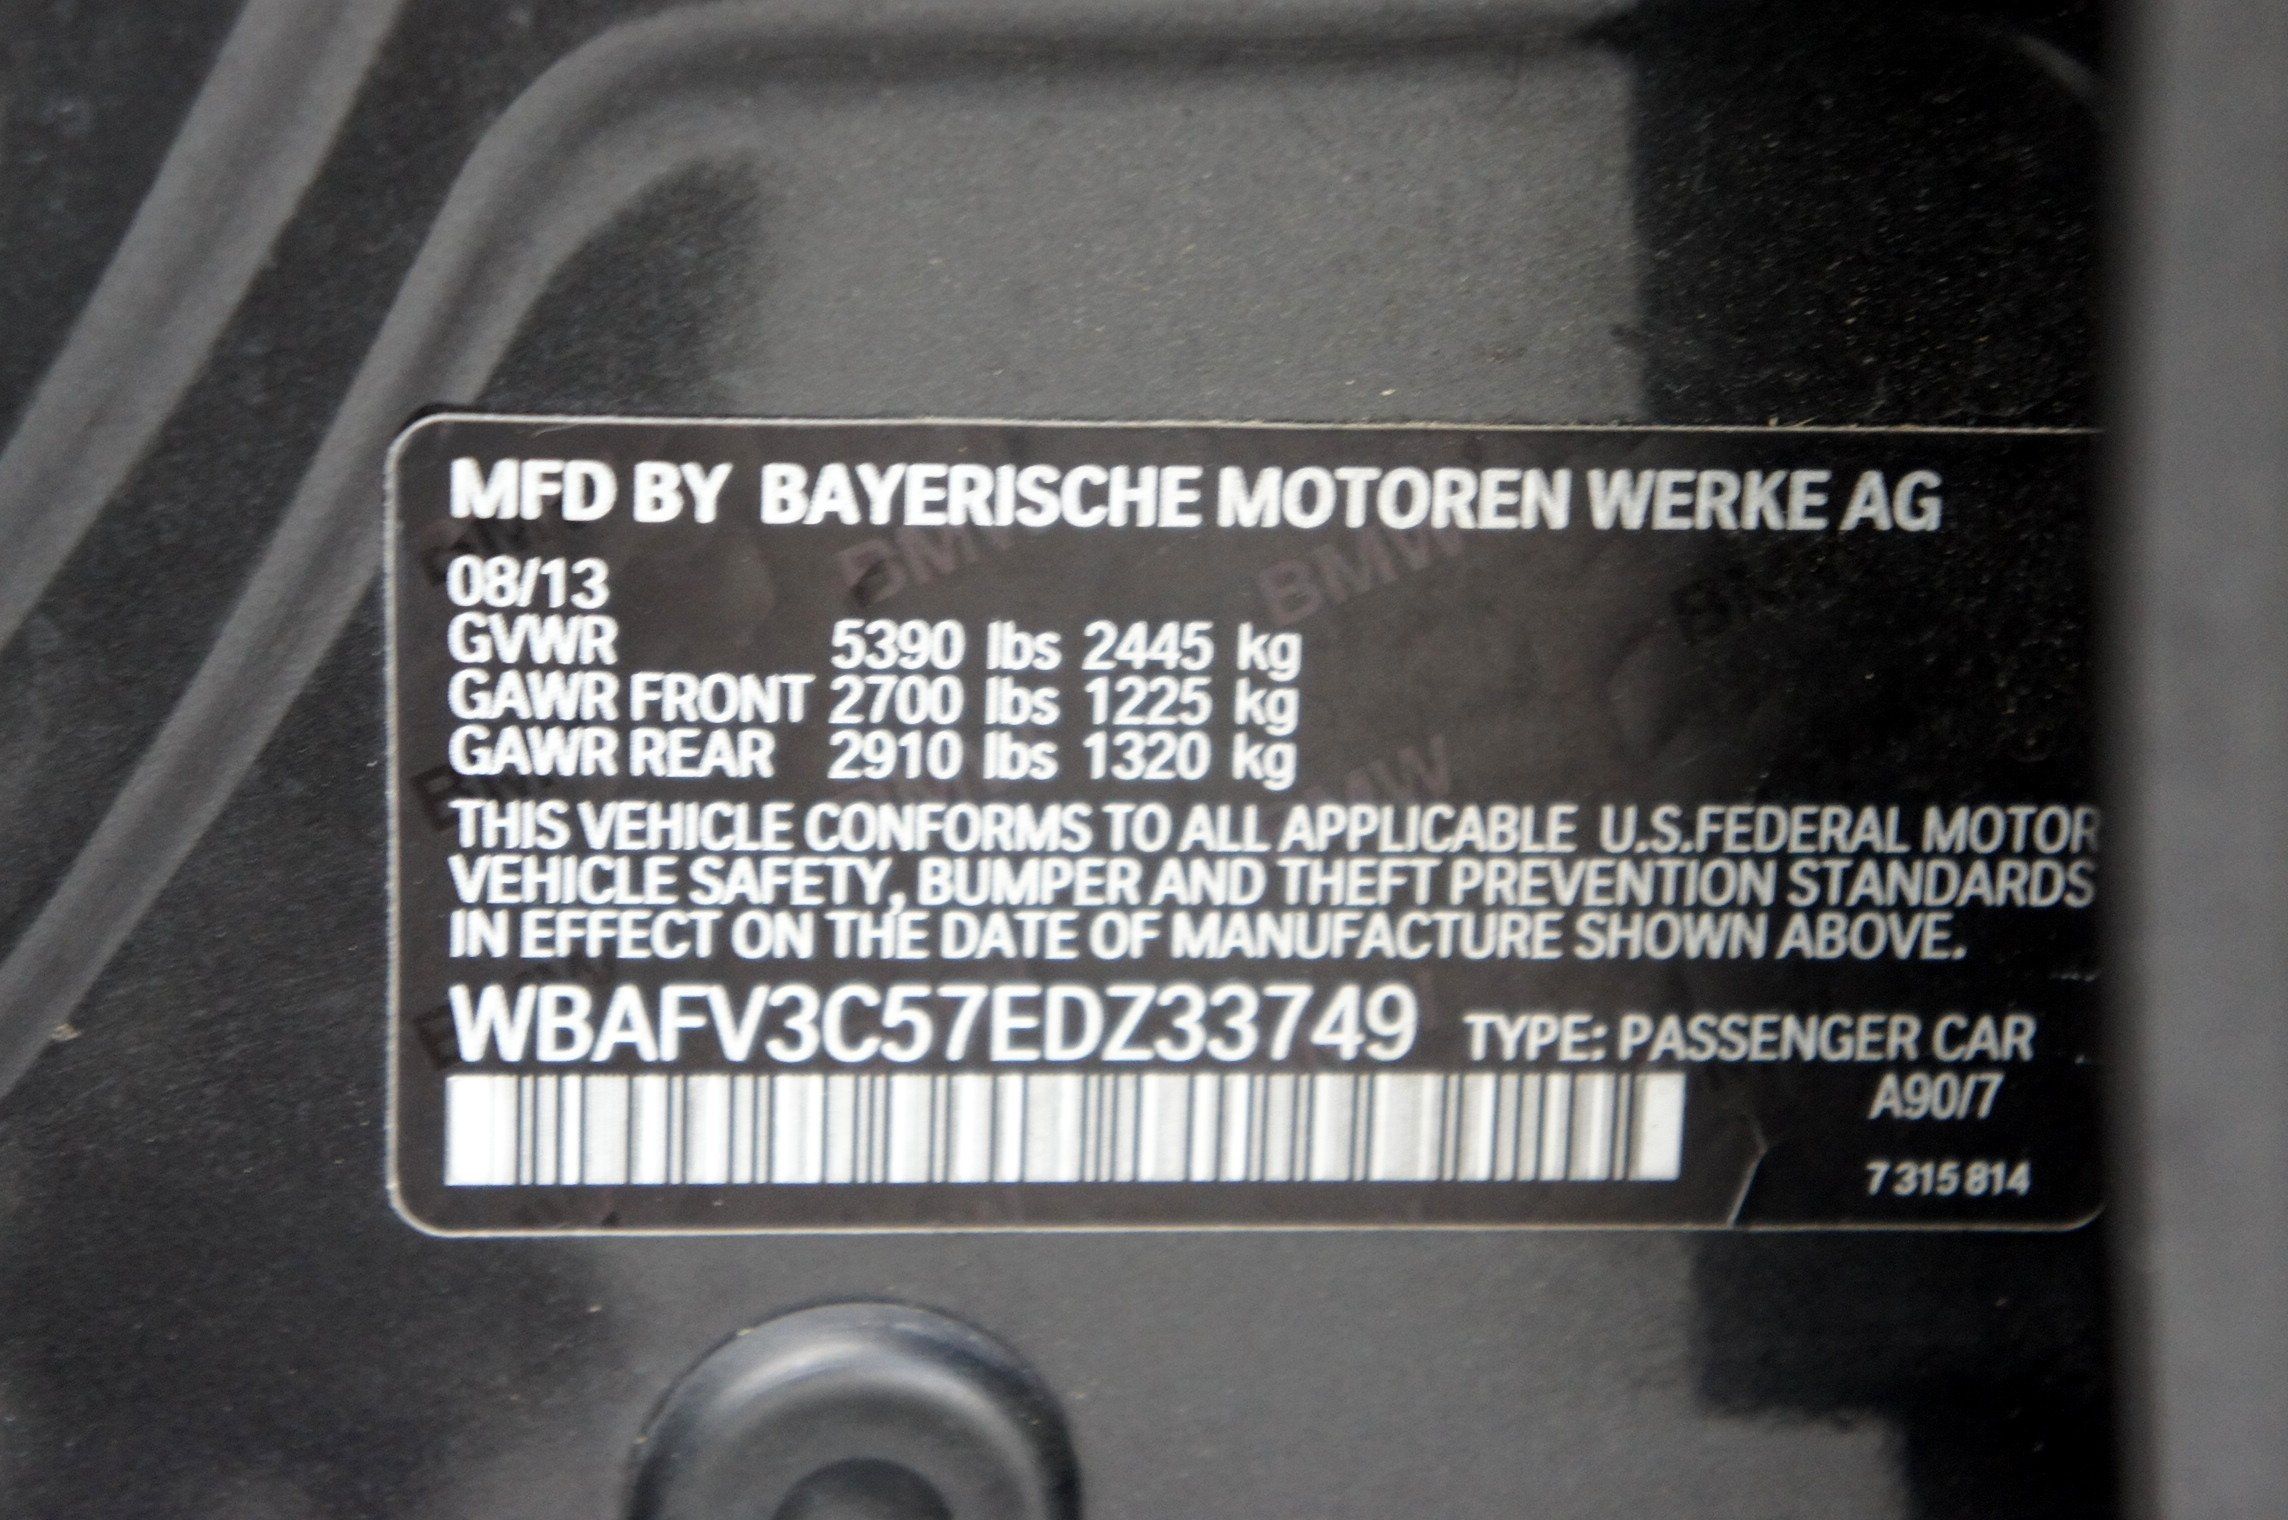 MFD BY BAYERISCHE MOTOREN WERKE AG
08/13
GVWR 5390 lbs 2445 kg
GAWR FRONT 2700 lbs 1225 kg
GAWR REAR 2910 lbs 1320 kg
THIS VEHICLE CONFORMS TO ALL APPLICABLE U.S.FEDERAL MOTOR
VEHICLE SAFETY, BUMPER AND THEFT PREVENTION STANDARDS
IN EFFECT ON THE DATE OF MANUFACTURE SHOWN ABOVE.
WBAFV3C57EDZ33749 TYPE: PASSENGER CAR
A90/7
7 315 814